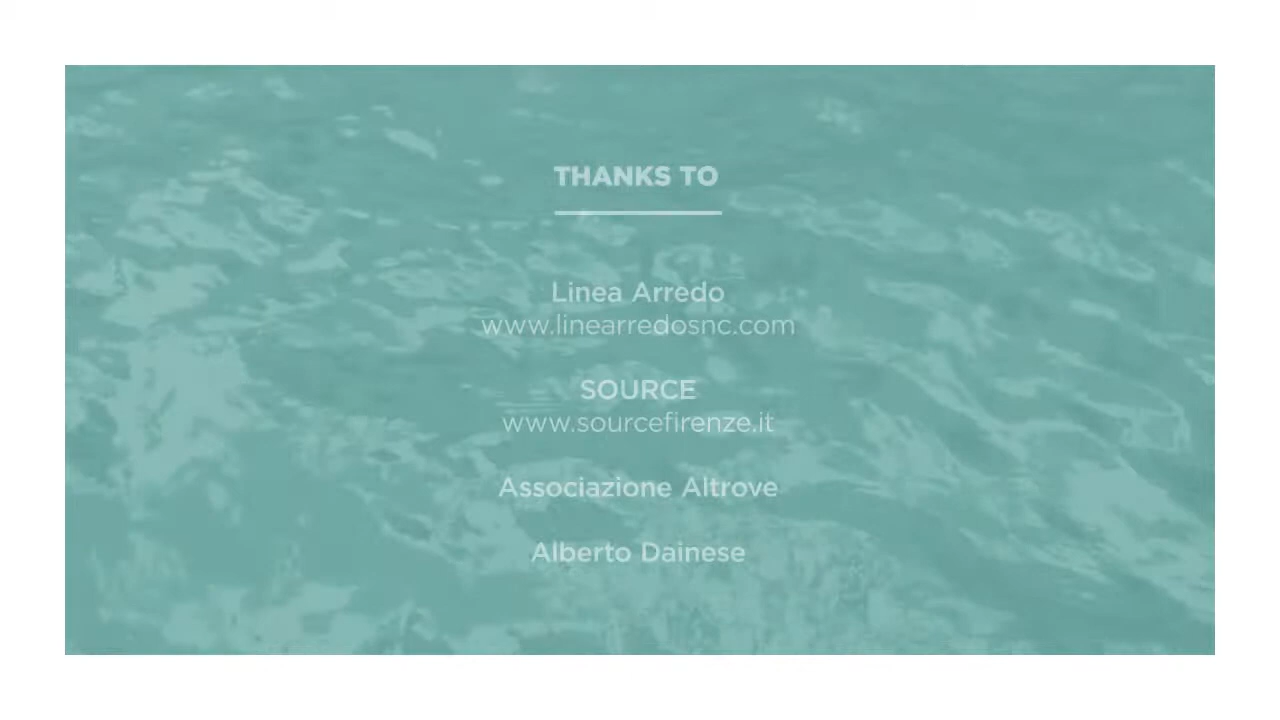 THANKS TO
Linea Arredo
www.linearredosnc.com
SOURCE
www.sourcefirenze.it
Associazione Altrove
Alberto Dainese